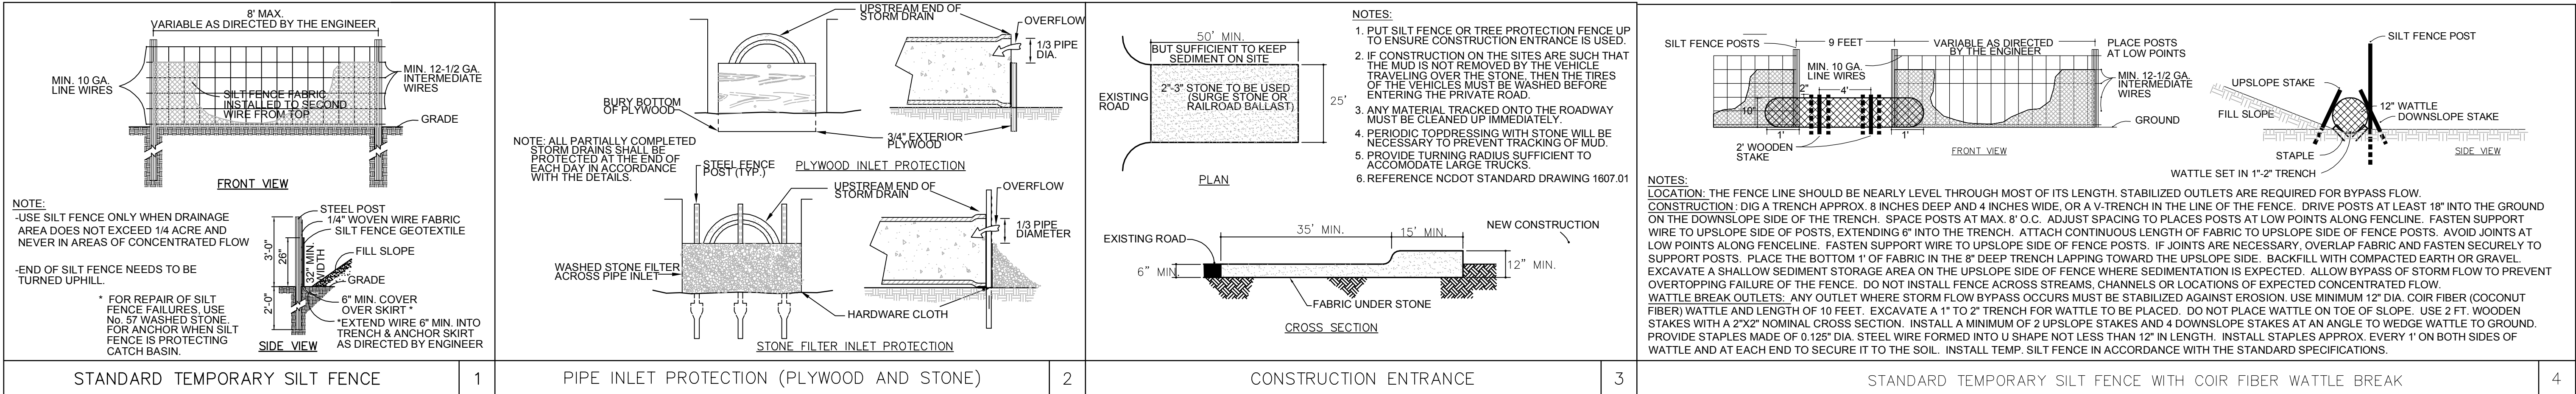 8' MAX.
VARIABLE AS DIRECTED BY THE ENGINEER
MIN. 10 GA.
LINE WIRES
MIN. 12-1/2 GA.
INTERMEDIATE
WIRES
SILT FENCE FABRIC
INSTALLED TO SECOND
WIRE FROM TOP
GRADE
FRONT VIEW
NOTE:
-USE SILT FENCE ONLY WHEN DRAINAGE
AREA DOES NOT EXCEED 1/4 ACRE AND
NEVER IN AREAS OF CONCENTRATED FLOW
-END OF SILT FENCE NEEDS TO BE
TURNED UPHILL.
* FOR REPAIR OF SILT
FENCE FAILURES, USE
No. 57 WASHED STONE.
FOR ANCHOR WHEN SILT
FENCE IS PROTECTING
CATCH BASIN.
STEEL POST
1/4" WOVEN WIRE FABRIC
SILT FENCE GEOTEXTILE
FILL SLOPE
GRADE
3'-0"
26"
32" MIN.
WIDTH
2'-0"
6" MIN. COVER
OVER SKIRT *
*EXTEND WIRE 6" MIN. INTO
TRENCH & ANCHOR SKIRT
AS DIRECTED BY ENGINEER
SIDE VIEW
STANDARD TEMPORARY SILT FENCE
1
UPSTREAM END OF
STORM DRAIN
OVERFLOW
1/3 PIPE
DIA.
BURY BOTTOM
OF PLYWOOD
3/4" EXTERIOR
PLYWOOD
NOTE: ALL PARTIALLY COMPLETED
STORM DRAINS SHALL BE
PROTECTED AT THE END OF
EACH DAY IN ACCORDANCE
WITH THE DETAILS.
PLYWOOD INLET PROTECTION
STEEL FENCE
POST (TYP.)
UPSTREAM END OF
STORM DRAIN
OVERFLOW
1/3 PIPE
DIAMETER
WASHED STONE FILTER
ACROSS PIPE INLET
HARDWARE CLOTH
STONE FILTER INLET PROTECTION
PIPE INLET PROTECTION (PLYWOOD AND STONE)
2
50' MIN.
BUT SUFFICIENT TO KEEP
SEDIMENT ON SITE
2"-3" STONE TO BE USED
(SURGE STONE OR
RAILROAD BALLAST)
EXISTING
ROAD
25'
PLAN
NOTES:
1. PUT SILT FENCE OR TREE PROTECTION FENCE UP
TO ENSURE CONSTRUCTION ENTRANCE IS USED.
2. IF CONSTRUCTION ON THE SITES ARE SUCH THAT
THE MUD IS NOT REMOVED BY THE VEHICLE
TRAVELING OVER THE STONE, THEN THE TIRES
OF THE VEHICLES MUST BE WASHED BEFORE
ENTERING THE PRIVATE ROAD.
3. ANY MATERIAL TRACKED ONTO THE ROADWAY
MUST BE CLEANED UP IMMEDIATELY.
4. PERIODIC TOPDRESSING WITH STONE WILL BE
NECESSARY TO PREVENT TRACKING OF MUD.
5. PROVIDE TURNING RADIUS SUFFICIENT TO
ACCOMODATE LARGE TRUCKS.
6. REFERENCE NCDOT STANDARD DRAWING 1607.01
EXISTING ROAD
35' MIN.
15' MIN.
NEW CONSTRUCTION
6" MIN.
12" MIN.
FABRIC UNDER STONE
CROSS SECTION
CONSTRUCTION ENTRANCE
3
SILT FENCE POSTS
9 FEET
VARIABLE AS DIRECTED
BY THE ENGINEER
PLACE POSTS
AT LOW POINTS
MIN. 10 GA.
LINE WIRES
MIN. 12-1/2 GA.
INTERMEDIATE
WIRES
2"
4'
10"
1'
1'
GROUND
2' WOODEN
STAKE
FRONT VIEW
SILT FENCE POST
UPSLOPE STAKE
12" WATTLE
DOWNSLOPE STAKE
FILL SLOPE
STAPLE
SIDE VIEW
WATTLE SET IN 1"-2" TRENCH
NOTES:
LOCATION: THE FENCE LINE SHOULD BE NEARLY LEVEL THROUGH MOST OF ITS LENGTH. STABILIZED OUTLETS ARE REQUIRED FOR BYPASS FLOW.
CONSTRUCTION: DIG A TRENCH APPROX. 8 INCHES DEEP AND 4 INCHES WIDE, OR A V-TRENCH IN THE LINE OF THE FENCE. DRIVE POSTS AT LEAST 18" INTO THE GROUND
ON THE DOWNSLOPE SIDE OF THE TRENCH. SPACE POSTS AT MAX. 8' O.C. ADJUST SPACING TO PLACES POSTS AT LOW POINTS ALONG FENCLINE. FASTEN SUPPORT
WIRE TO UPSLOPE SIDE OF POSTS, EXTENDING 6" INTO THE TRENCH. ATTACH CONTINUOUS LENGTH OF FABRIC TO UPSLOPE SIDE OF FENCE POSTS. AVOID JOINTS AT
LOW POINTS ALONG FENCELINE. FASTEN SUPPORT WIRE TO UPSLOPE SIDE OF FENCE POSTS. IF JOINTS ARE NECESSARY, OVERLAP FABRIC AND FASTEN SECURELY TO
SUPPORT POSTS. PLACE THE BOTTOM 1' OF FABRIC IN THE 8" DEEP TRENCH LAPPING TOWARD THE UPSLOPE SIDE. BACKFILL WITH COMPACTED EARTH OR GRAVEL.
EXCAVATE A SHALLOW SEDIMENT STORAGE AREA ON THE UPSLOPE SIDE OF FENCE WHERE SEDIMENTATION IS EXPECTED. ALLOW BYPASS OF STORM FLOW TO PREVENT
OVERTOPPING FAILURE OF THE FENCE. DO NOT INSTALL FENCE ACROSS STREAMS, CHANNELS OR LOCATIONS OF EXPECTED CONCENTRATED FLOW.
WATTLE BREAK OUTLETS: ANY OUTLET WHERE STORM FLOW BYPASS OCCURS MUST BE STABILIZED AGAINST EROSION. USE MINIMUM 12" DIA. COIR FIBER (COCONUT
FIBER) WATTLE AND LENGTH OF 10 FEET. EXCAVATE A 1" TO 2" TRENCH FOR WATTLE TO BE PLACED. DO NOT PLACE WATTLE ON TOE OF SLOPE. USE 2 FT. WOODEN
STAKES WITH A 2"X2" NOMINAL CROSS SECTION. INSTALL A MINIMUM OF 2 UPSLOPE STAKES AND 4 DOWNSLOPE STAKES AT AN ANGLE TO WEDGE WATTLE TO GROUND.
PROVIDE STAPLES MADE OF 0.125" DIA. STEEL WIRE FORMED INTO U SHAPE NOT LESS THAN 12" IN LENGTH. INSTALL STAPLES APPROX. EVERY 1' ON BOTH SIDES OF
WATTLE AND AT EACH END TO SECURE IT TO THE SOIL. INSTALL TEMP. SILT FENCE IN ACCORDANCE WITH THE STANDARD SPECIFICATIONS.
STANDARD TEMPORARY SILT FENCE WITH COIR FIBER WATTLE BREAK
4